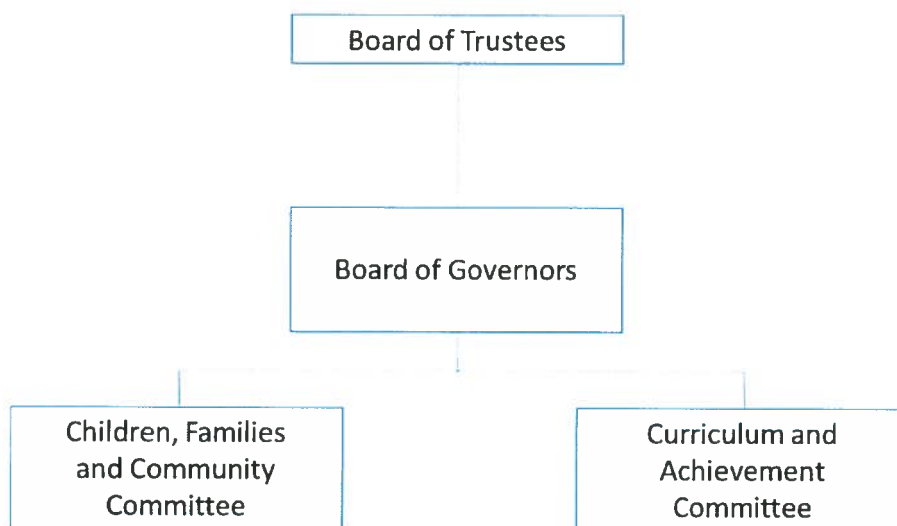 Board of Trustees
Board of Governors
Children, Families
and Community
Committee
Curriculum and
Achievement
Committee